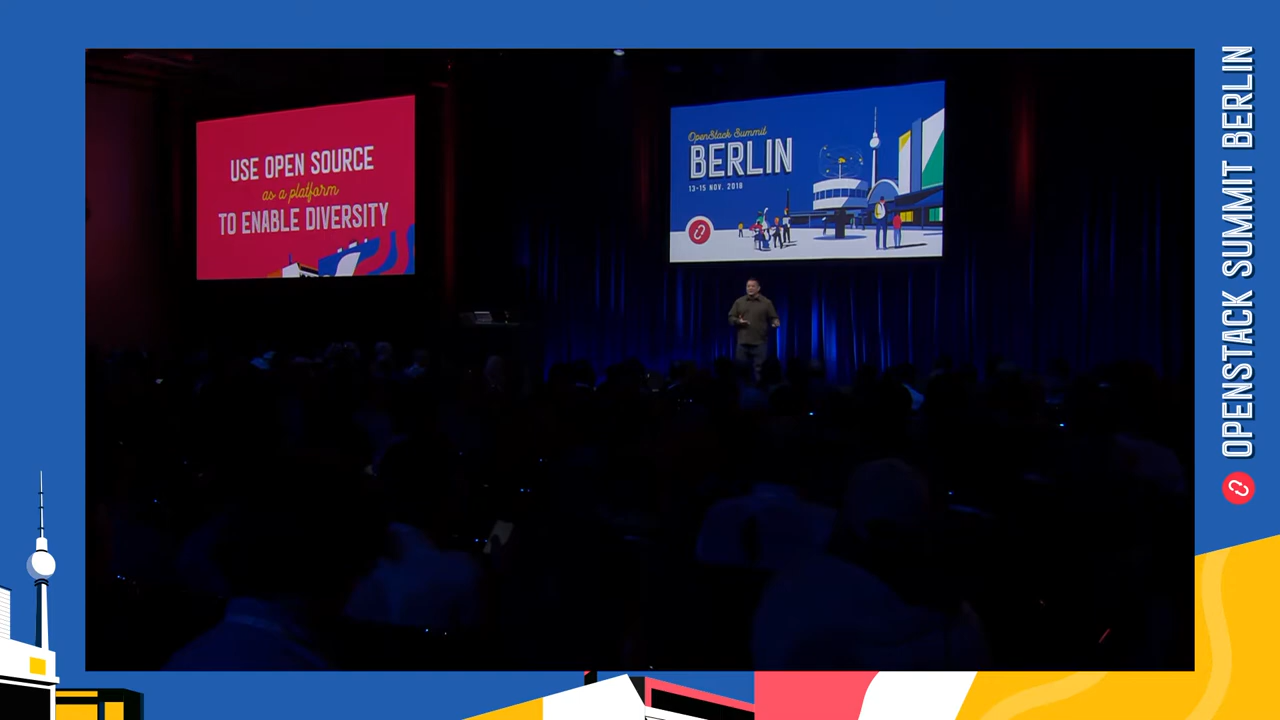 USE OPEN SOURCE
as a platform
TO ENABLE DIVERSITY
OpenStack Summit
BERLIN
13-15 NOV. 2018
OPENSTACK SUMMIT BERLIN